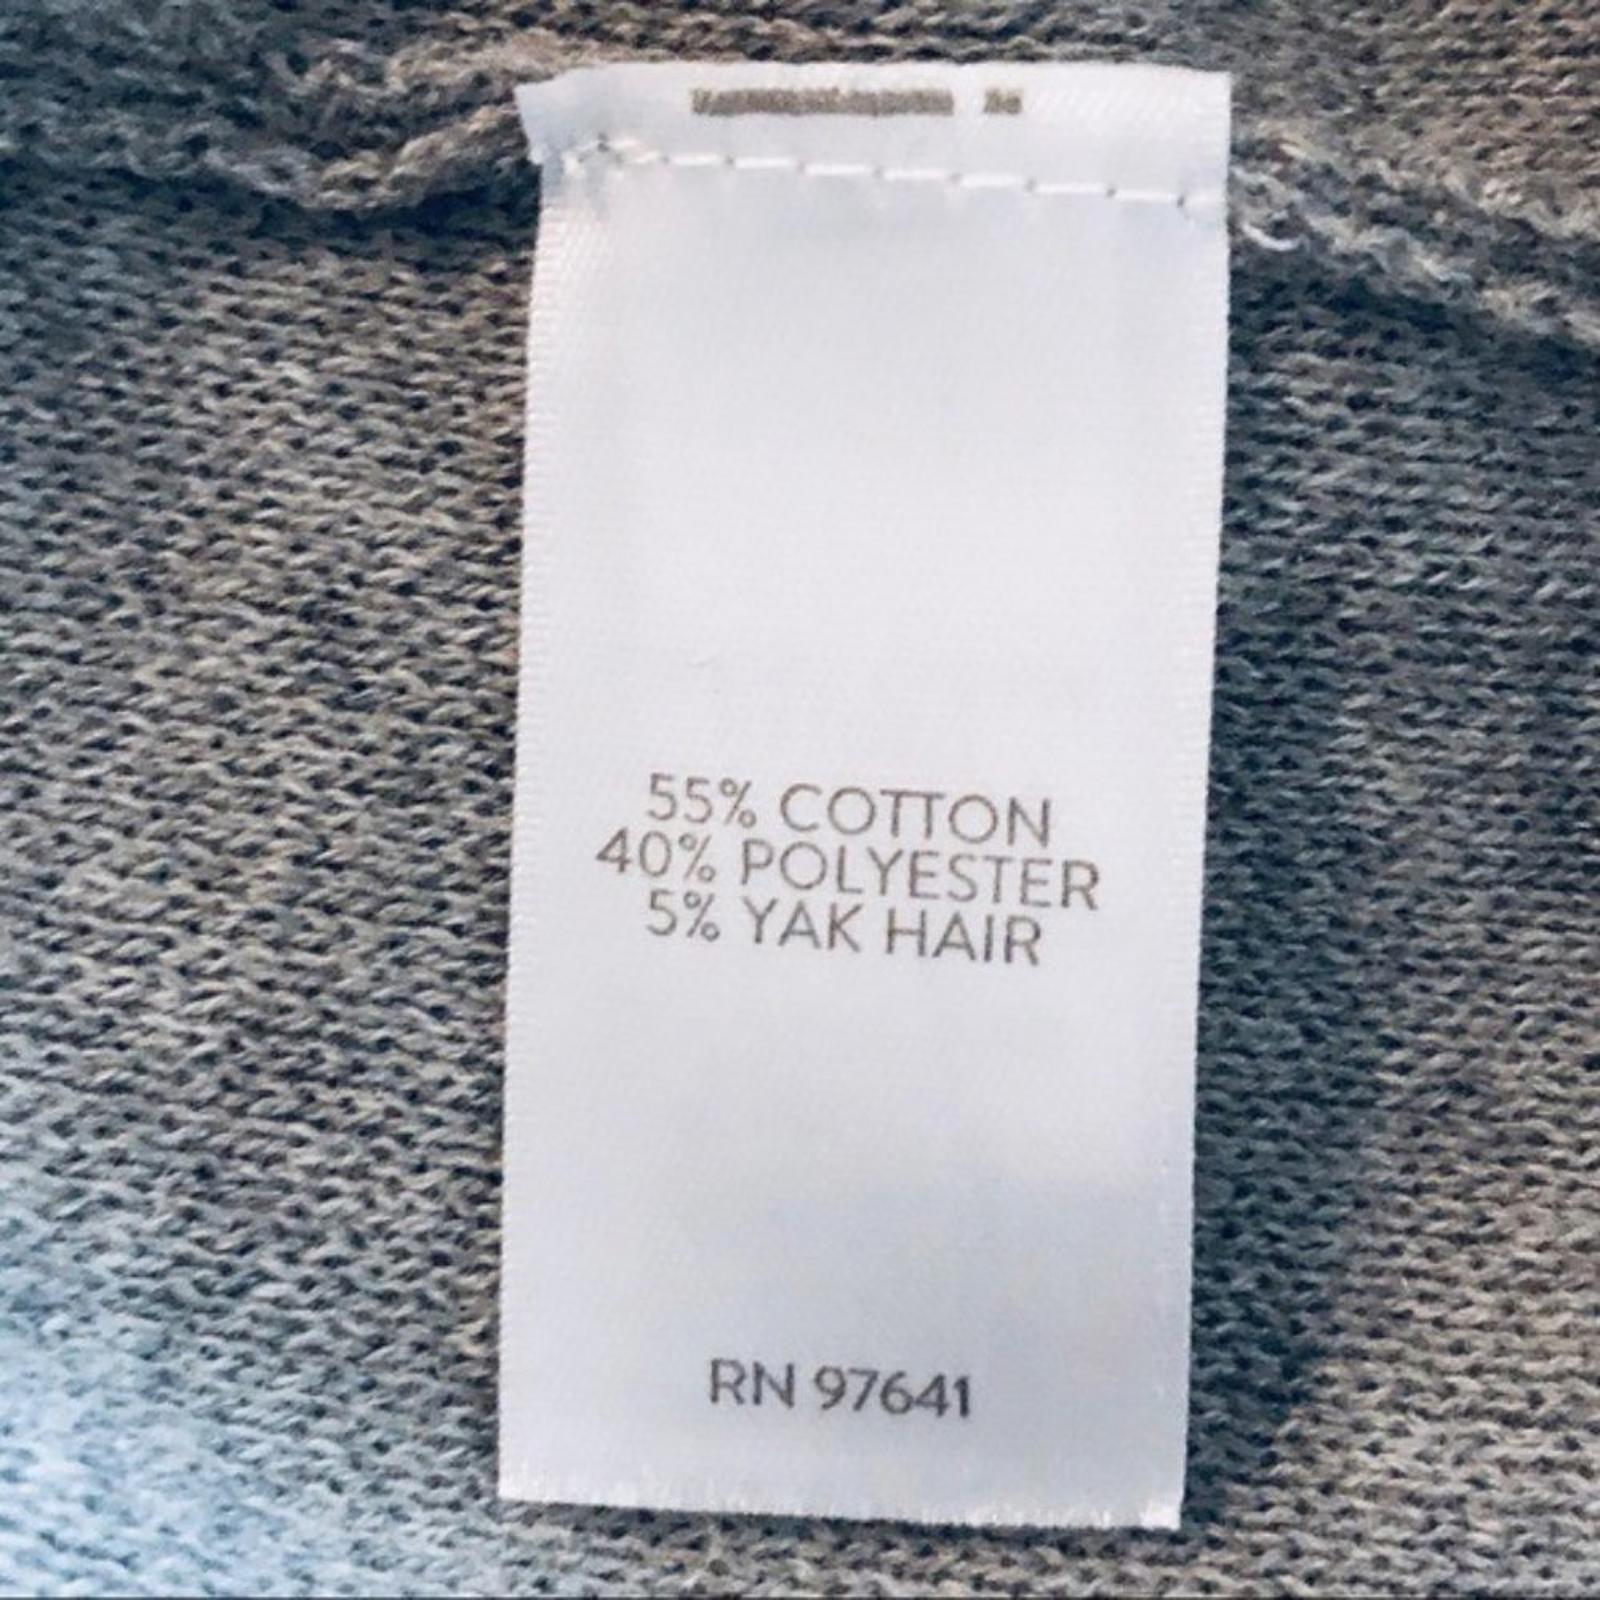 55% COTTON
40% POLYESTER
5% YAK HAIR
RN 97641